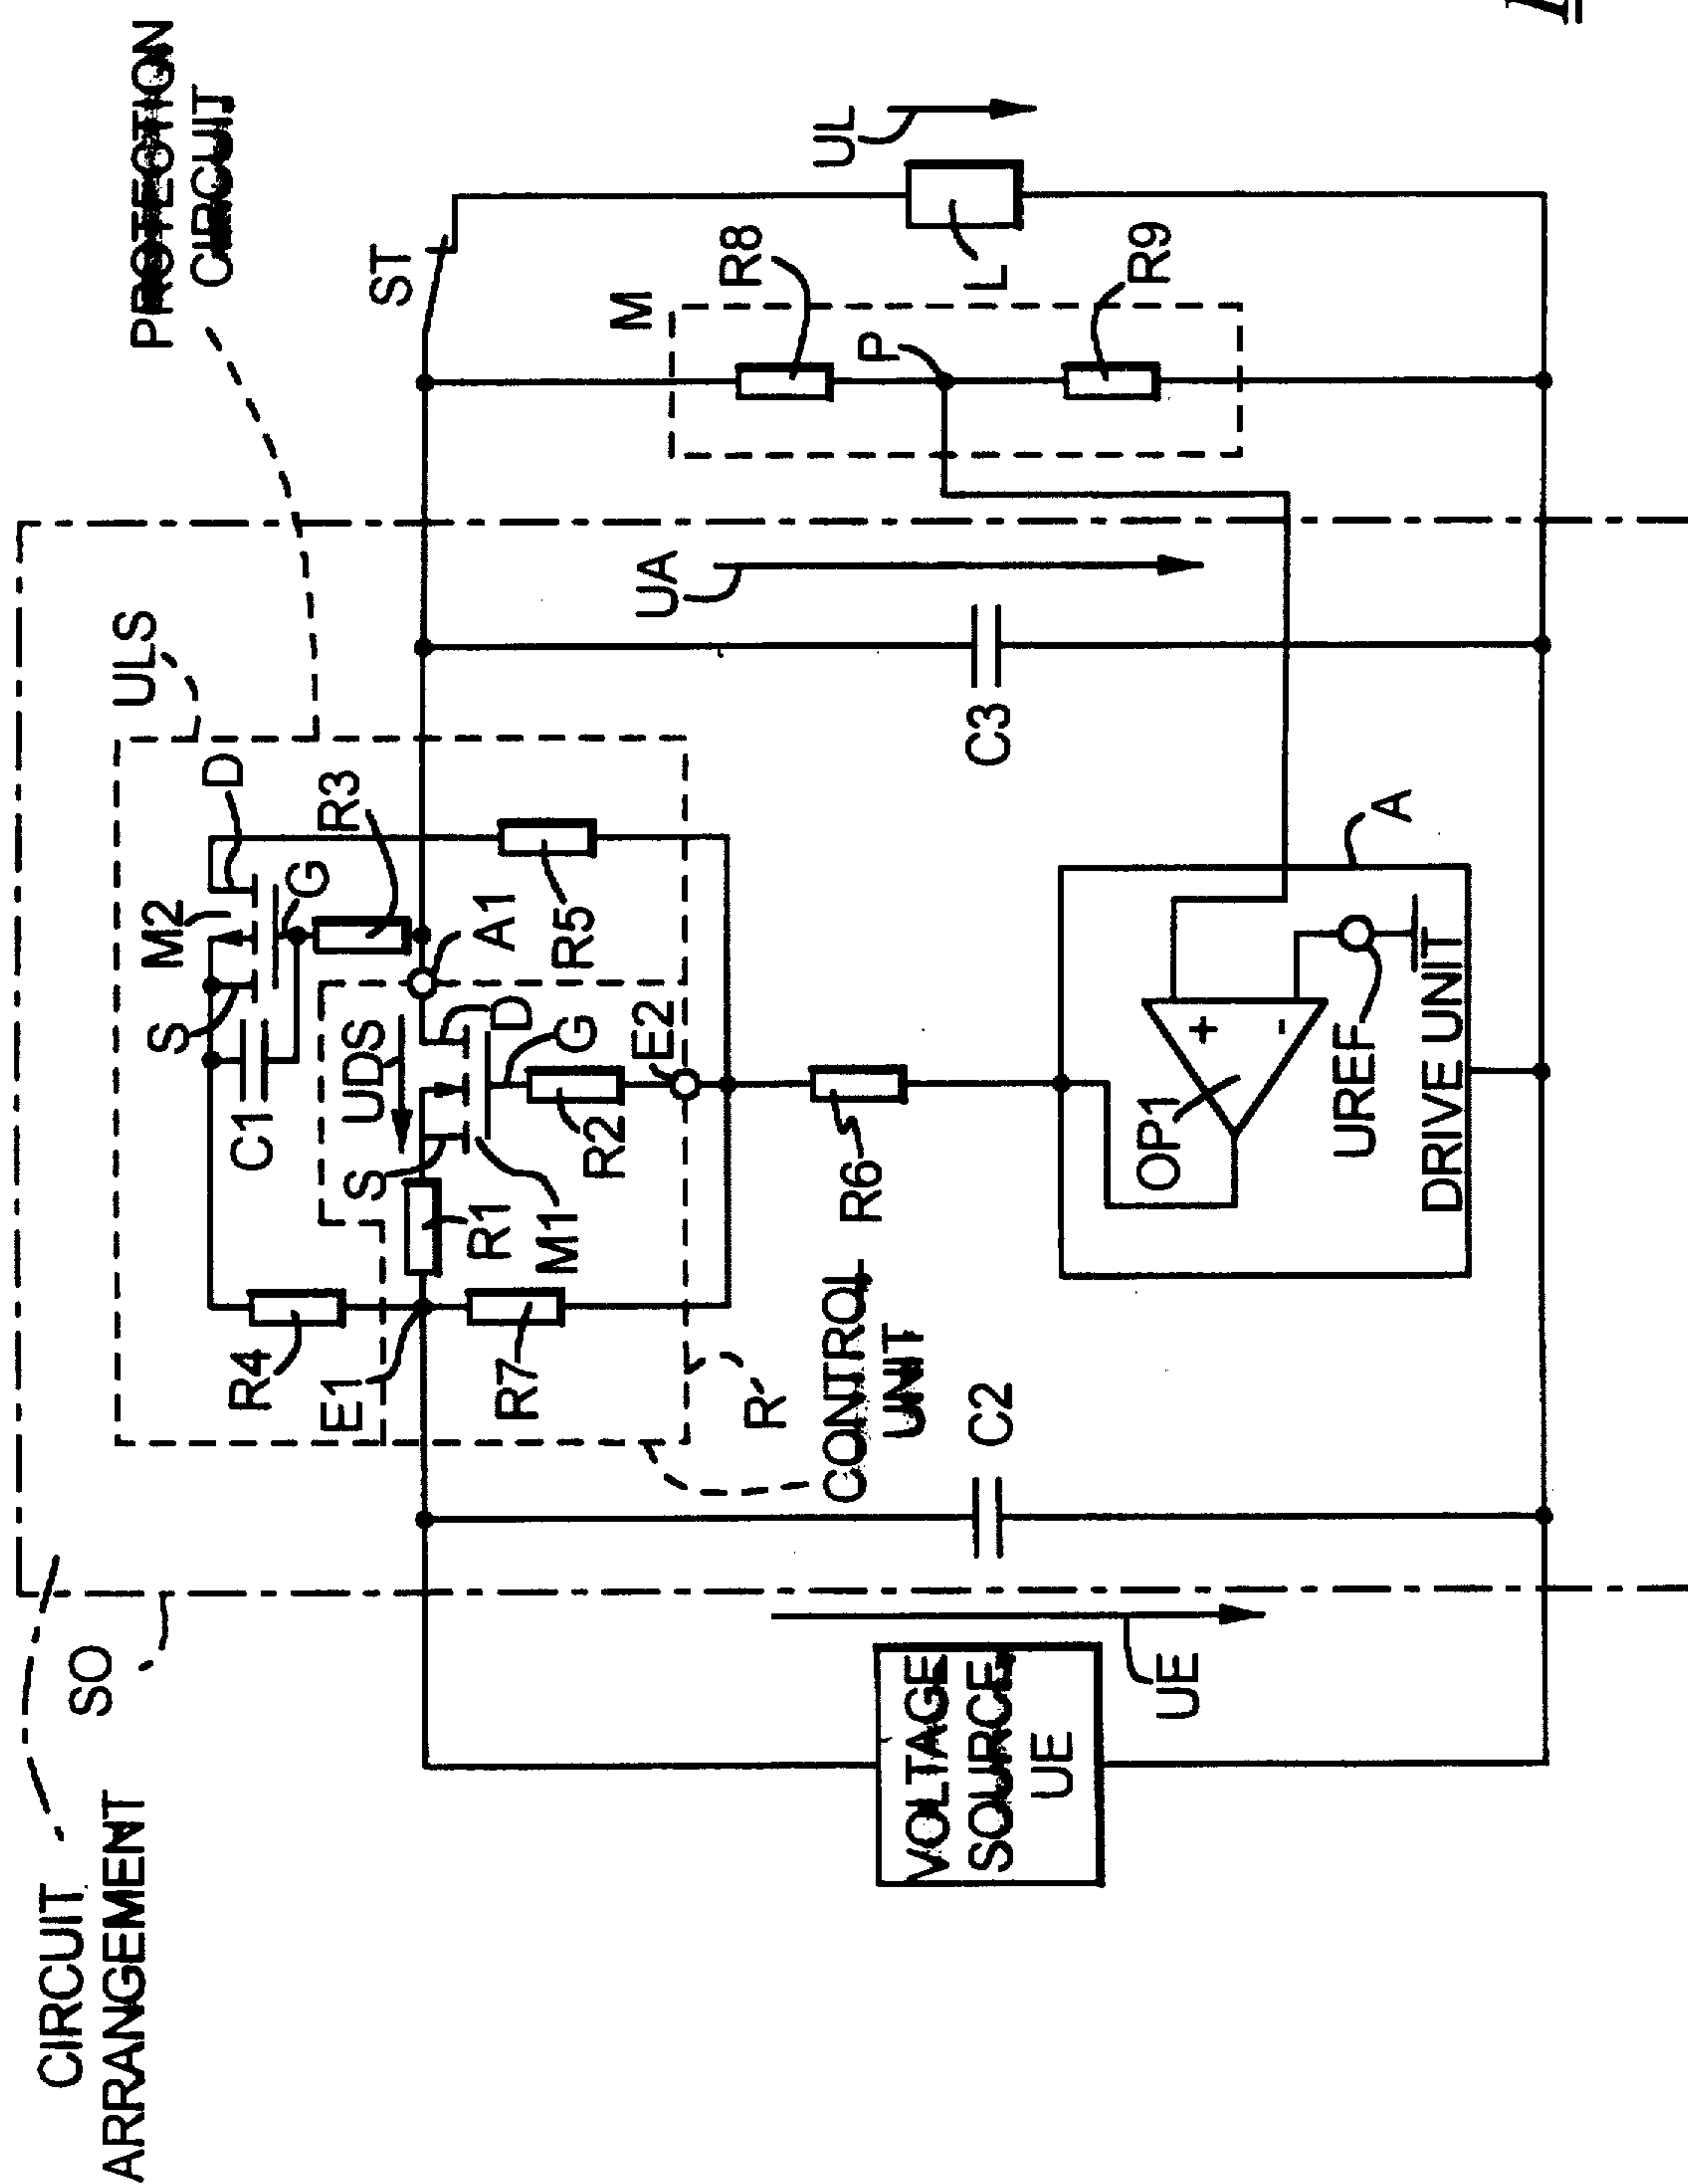 CIRCUIT
ARRANGEMENT
SO
PROTECTION
CIRCUIT
ULS
R4
E1
C1
S
M2
D
G
R3
UDS
S
R1
M1
D
G
R2
E2
A1
R5
R7
R
CONTROL
UNIT
R6
C2
C3
UA
ST
M
R8
P
R9
L
UL
VOLTAGE
SOURCE
UE
UE
A
OP1
+
-
UREF
DRIVE UNIT